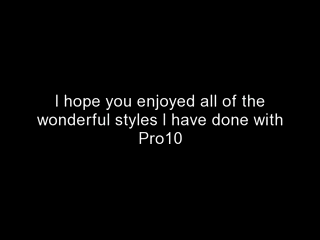 I hope you enjoyed all of the
wonderful styles I have done with
Pro10